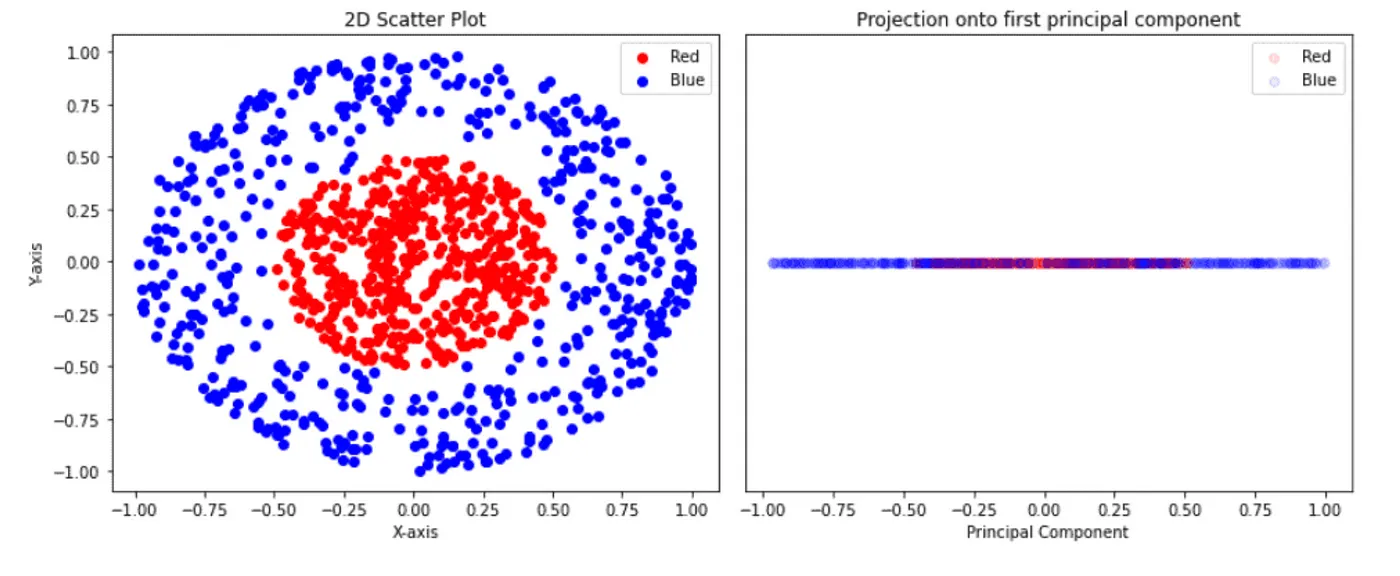 2D Scatter Plot
Red
Blue
1.00
0.75
0.50
0.25
0.00
−0.25
−0.50
−0.75
−1.00
Y-axis
−1.00 −0.75 −0.50 −0.25 0.00 0.25 0.50 0.75 1.00
X-axis
Projection onto first principal component
Red
Blue
−1.00 −0.75 −0.50 −0.25 0.00 0.25 0.50 0.75 1.00
Principal Component